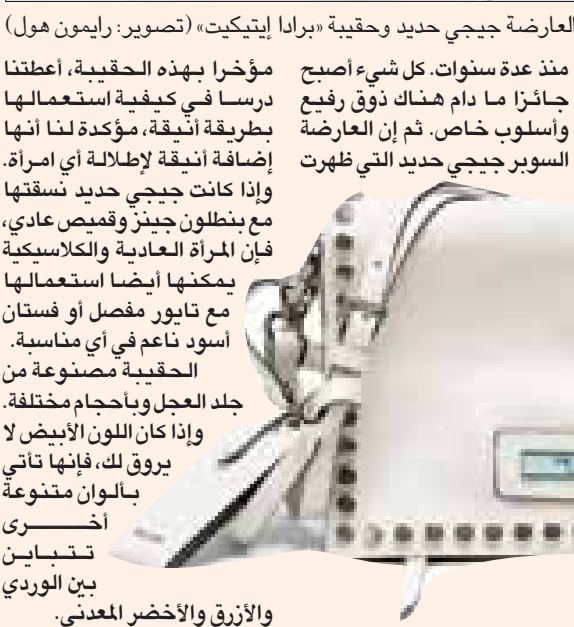 العارضة جيجي حديد وحقيبة «برادا إيتيكيت» (تصوير: رايمون هول)
منذ عدة سنوات. كل شيء أصبح
جائزا ما دام هناك ذوق رفيع
وأسلوب خاص. ثم إن العارضة
السوبر جيجي حديد التي ظهرت
مؤخرا بهذه الحقيبة، أعطتنا
درسا في كيفية استعمالها
بطريقة أنيقة، مؤكدة لنا أنها
إضافة أنيقة لإطلالة أي امرأة.
وإذا كانت جيجي حديد نسقتها
مع بنطلون جينز وقميص عادي،
فإن المرأة العادية والكلاسيكية
يمكنها أيضا استعمالها
مع تايور مفصل أو فستان
أسود ناعم في أي مناسبة.
الحقيبة مصنوعة من
جلد العجل وبأحجام مختلفة.
وإذا كان اللون الأبيض لا
يروق لك، فإنها تأتي
بألوان متنوعة
أخـــــرى
تـتـبـايـن
بين الوردي
والأزرق والأخضر المعدني.